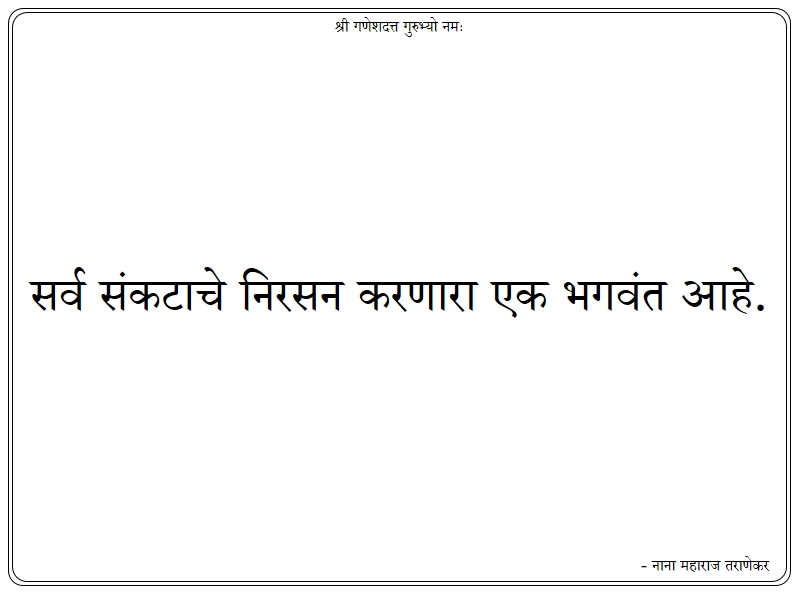 श्री गणेशदत्त गुरुभ्यो नमः
सर्व संकटाचे निरसन करणारा एक भगवंत आहे.
- नाना महाराज तराणेकर